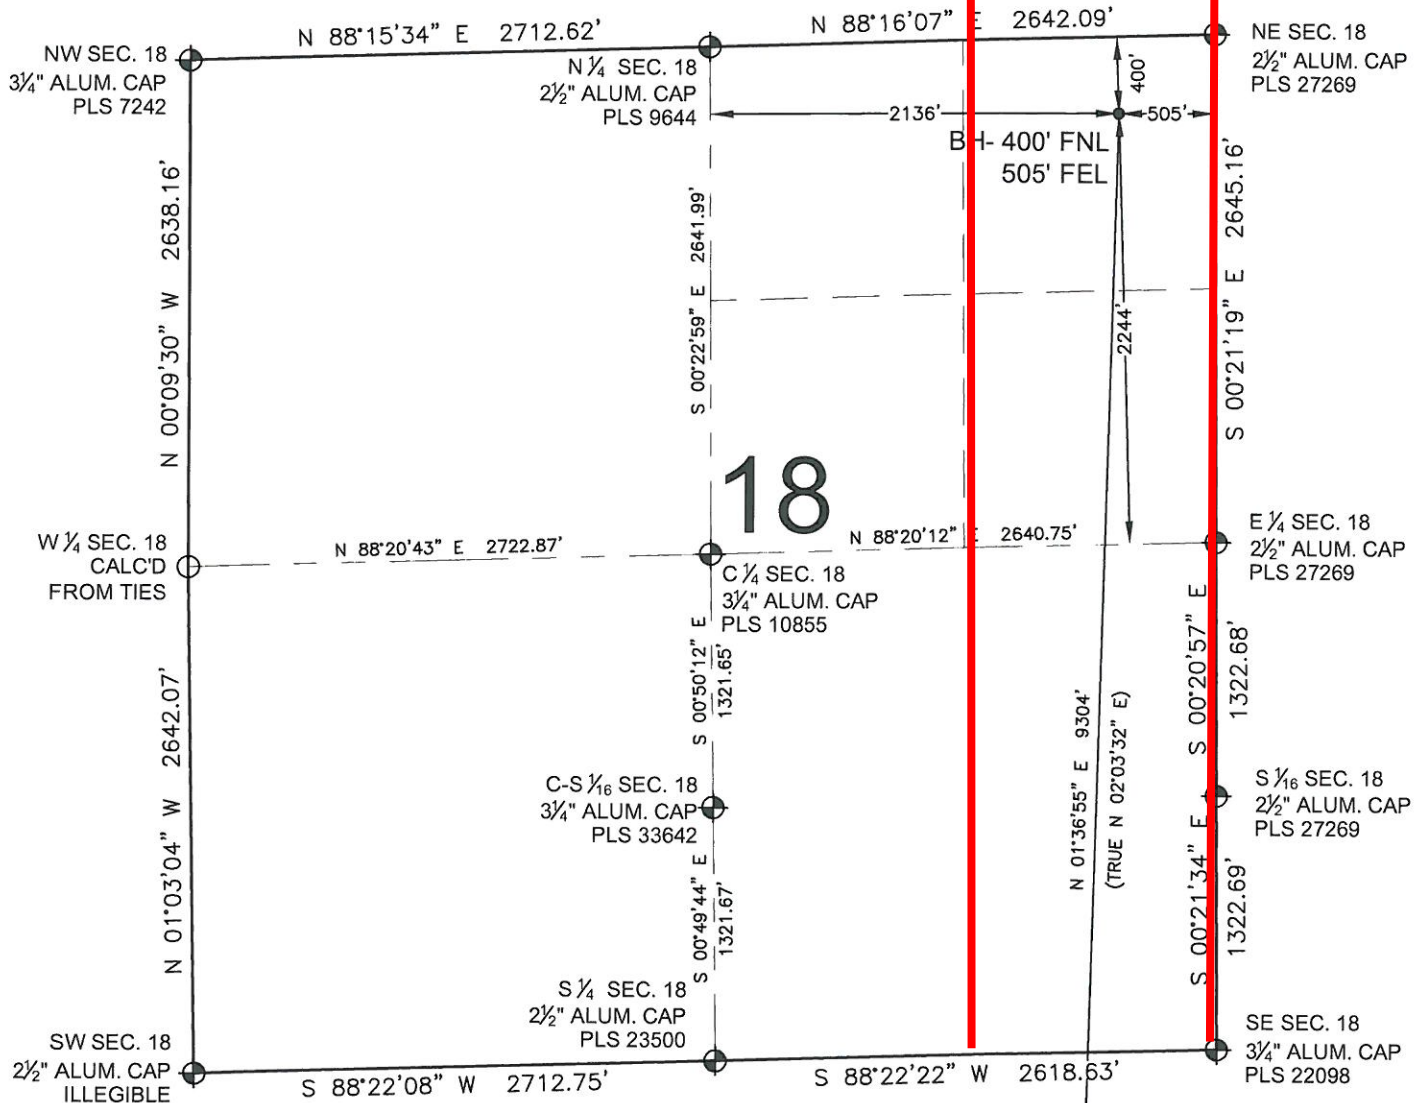 N 88°15'34" E 2712.62'
N 88°16'07" E 2642.09'
NW SEC. 18
3¼" ALUM. CAP
PLS 7242
N ¼ SEC. 18
2½" ALUM. CAP
PLS 9644
NE SEC. 18
2½" ALUM. CAP
PLS 27269
400'
2136'
505'
BH- 400' FNL
505' FEL
N 00°09'30" W 2638.16'
S 00°22'59" E 2641.99'
2244'
S 00°21'19" E 2645.16'
18
W ¼ SEC. 18
CALC'D
FROM TIES
N 88°20'43" E 2722.87'
N 88°20'12" E 2640.75'
C ¼ SEC. 18
3¼" ALUM. CAP
PLS 10855
E ¼ SEC. 18
2½" ALUM. CAP
PLS 27269
N 01°03'04" W 2642.07'
S 00°50'12" E
1321.65'
S 00°20'57" E
1322.68'
N 01°36'55" E 9304'
(TRUE N 02°03'32" E)
C-S 1⁄16 SEC. 18
3¼" ALUM. CAP
PLS 33642
S 1⁄16 SEC. 18
2½" ALUM. CAP
PLS 27269
S 00°49'44" E
1321.67'
S 00°21'34" E
1322.69'
S ¼ SEC. 18
2½" ALUM. CAP
PLS 23500
SW SEC. 18
2½" ALUM. CAP
ILLEGIBLE
SE SEC. 18
3¼" ALUM. CAP
PLS 22098
S 88°22'08" W 2712.75'
S 88°22'22" W 2618.63'